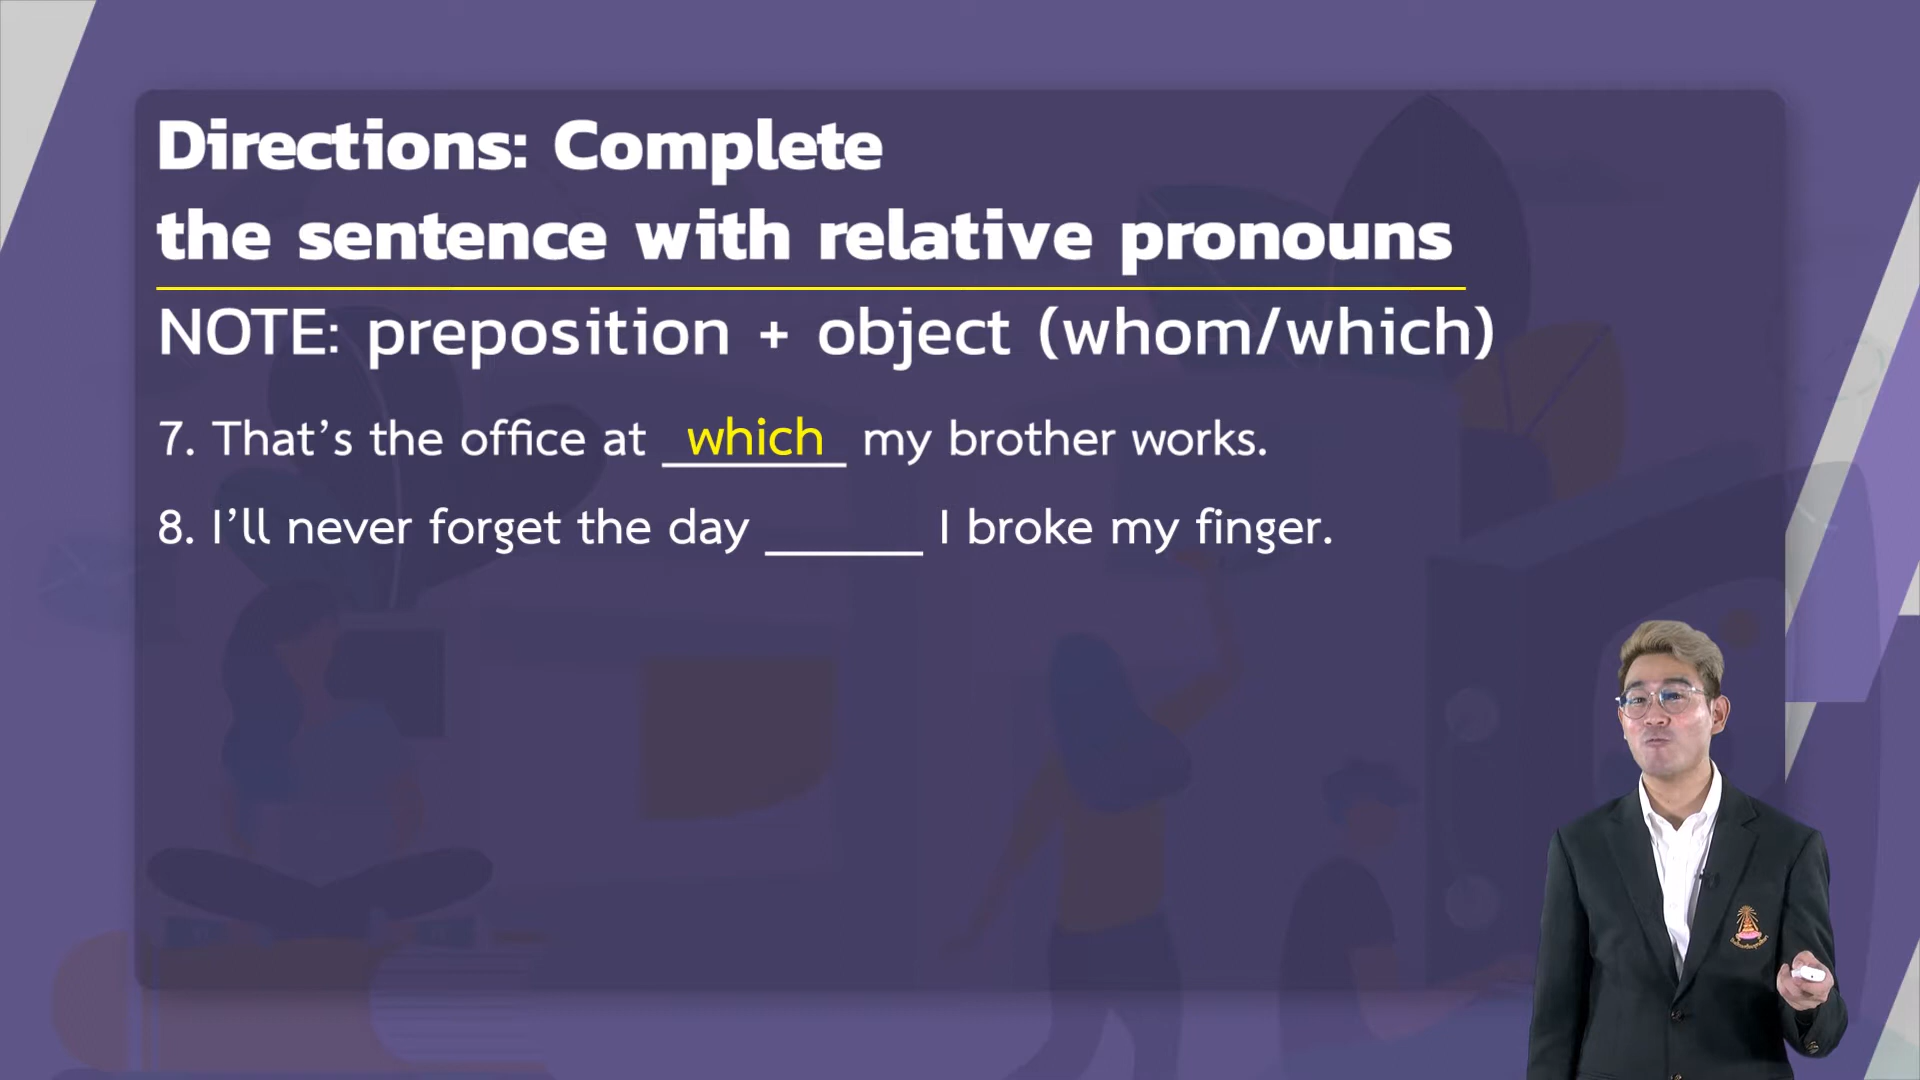 Directions: Complete
the sentence with relative pronouns
NOTE: preposition + object (whom/which)
7. That's the office at which my brother works.
8. I'll never forget the day ______ I broke my finger.